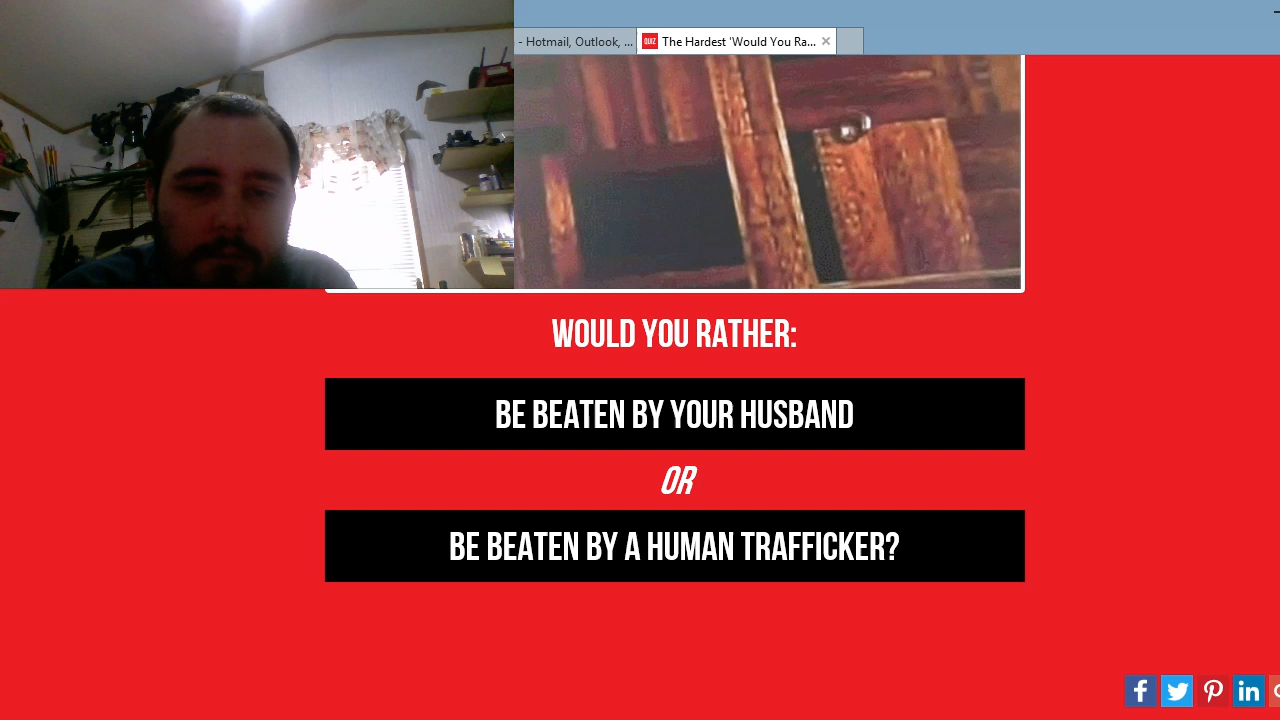 - Hotmail, Outlook, ...
QUIZ The Hardest 'Would You Ra...
WOULD YOU RATHER:
BE BEATEN BY YOUR HUSBAND
OR
BE BEATEN BY A HUMAN TRAFFICKER?